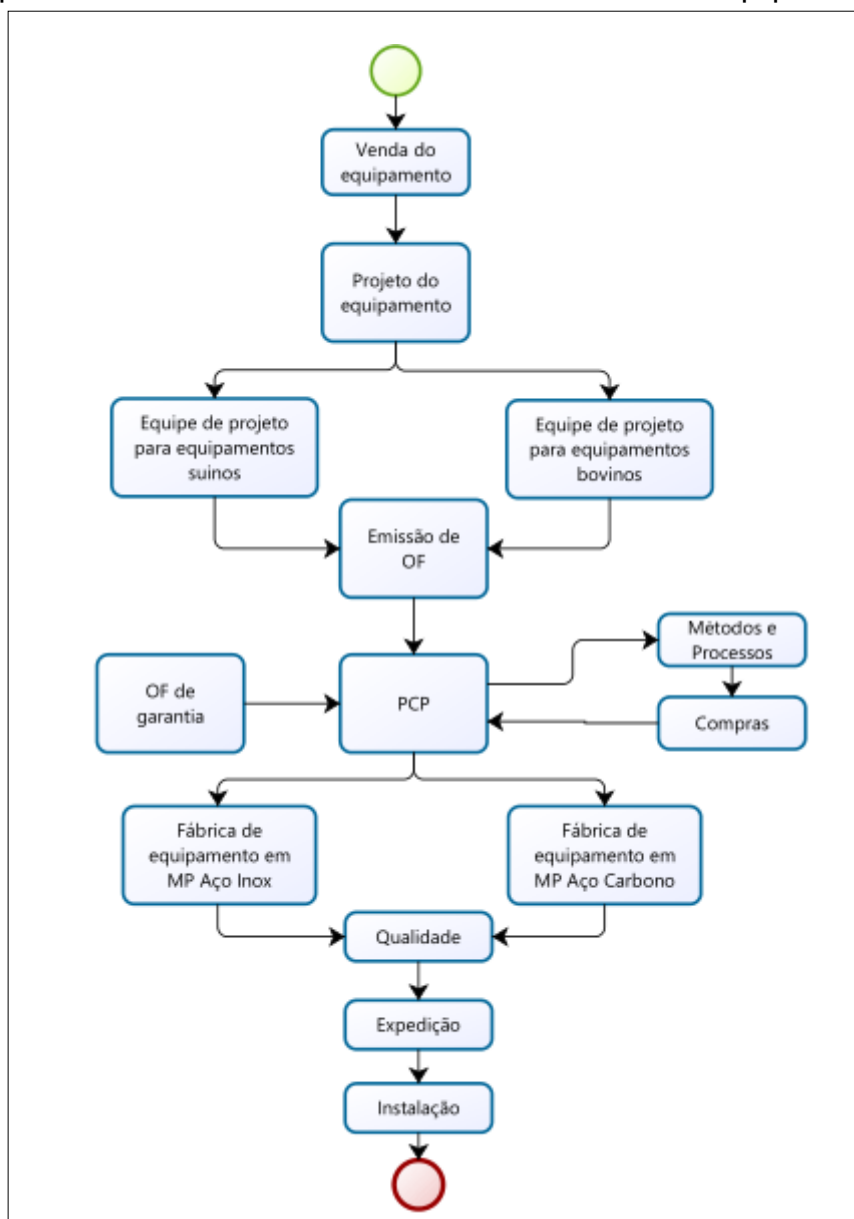 Venda do
equipamento
Projeto do
equipamento
Equipe de projeto
para equipamentos
suinos
Equipe de projeto
para equipamentos
bovinos
Emissão de
OF
Métodos e
Processos
OF de
garantia
PCP
Compras
Fábrica de
equipamento em
MP Aço Inox
Fábrica de
equipamento em
MP Aço Carbono
Qualidade
Expedição
Instalação